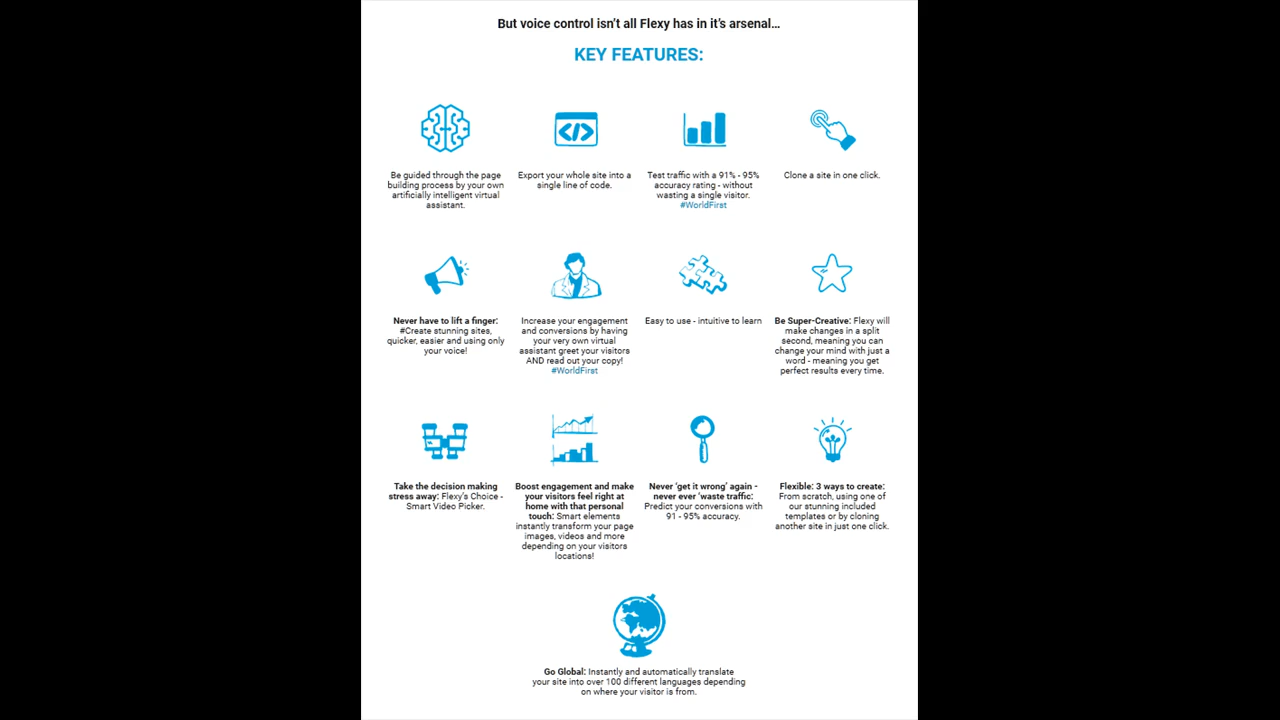 But voice control isn't all Flexy has in it's arsenal...
KEY FEATURES:
Be guided through the page
building process by your own
artificially intelligent virtual
assistant.
Export your whole site into a
single line of code.
Test traffic with a 91% - 95%
accuracy rating - without
wasting a single visitor.
#WorldFirst
Clone a site in one click.
Never have to lift a finger:
#Create stunning sites,
quicker, easier and using only
your voice!
Increase your engagement
and conversions by having
your very own virtual
assistant greet your visitors
AND read out your copy!
#WorldFirst
Easy to use - intuitive to learn
Be Super-Creative: Flexy will
make changes in a split
second, meaning you can
change your mind with just a
word - meaning you get
perfect results every time.
Take the decision making
stress away: Flexy's Choice -
Smart Video Picker.
Boost engagement and make
your visitors feel right at
home with that personal
touch: Smart elements
instantly transform your page
images, videos and more
depending on your visitors
locations!
Never 'get it wrong' again -
never ever 'waste traffic:
Predict your conversions with
91 - 95% accuracy.
Flexible: 3 ways to create:
From scratch, using one of
our stunning included
templates or by cloning
another site in just one click.
Go Global: Instantly and automatically translate
your site into over 100 different languages depending
on where your visitor is from.